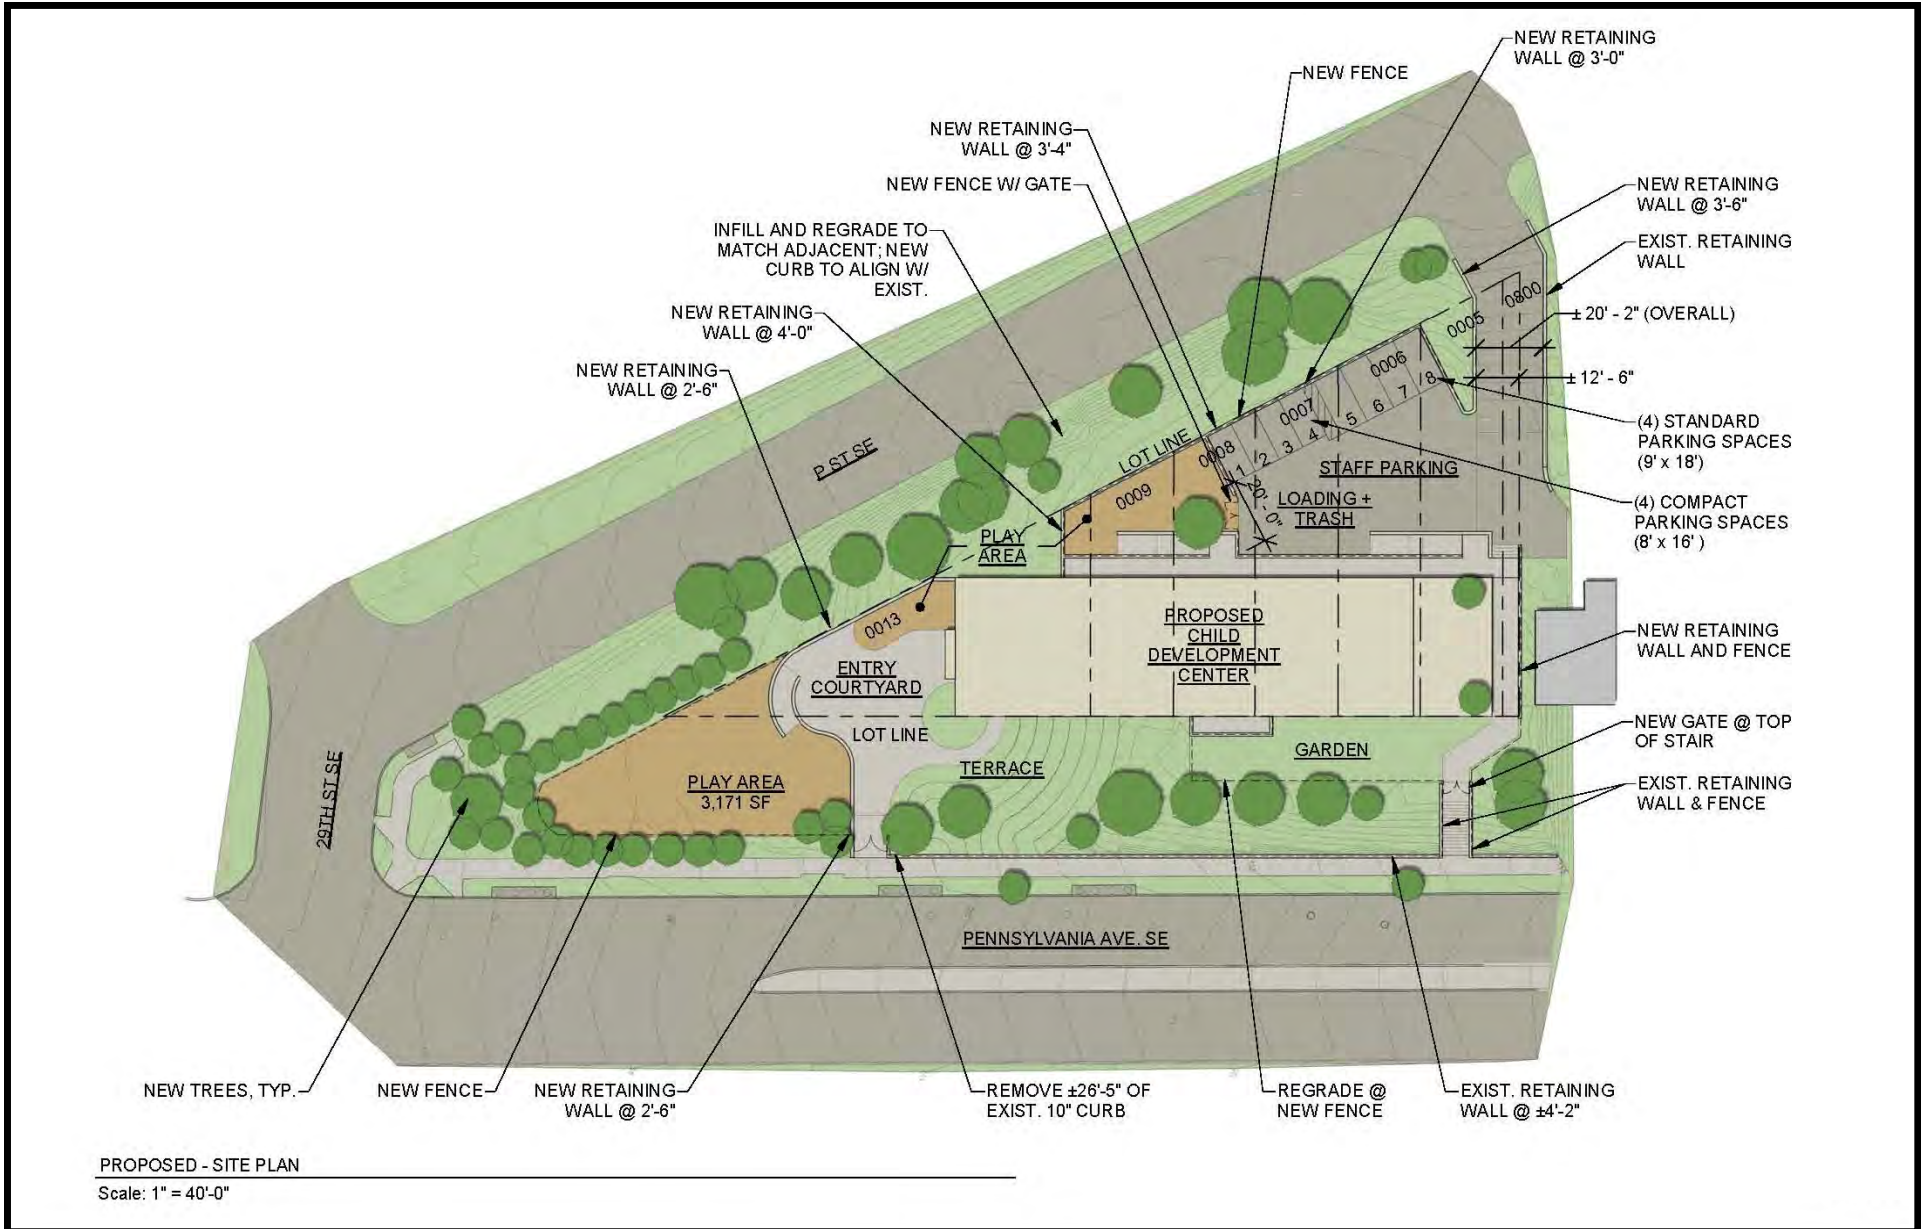 NEW RETAINING
WALL @ 3'-0"
NEW FENCE
NEW RETAINING
WALL @ 3'-4"
NEW FENCE W/ GATE
NEW RETAINING
WALL @ 3'-6"
INFILL AND REGRADE TO
MATCH ADJACENT; NEW
CURB TO ALIGN W/
EXIST.
EXIST. RETAINING
WALL
NEW RETAINING
WALL @ 4'-0"
± 20' - 2" (OVERALL)
NEW RETAINING
WALL @ 2'-6"
± 12' - 6"
(4) STANDARD
PARKING SPACES
(9' x 18')
(4) COMPACT
PARKING SPACES
(8' x 16' )
0800
0005
0006
0007
0008
0009
0013
1
2
3
4
5
6
7
8
P ST SE
LOT LINE
STAFF PARKING
LOADING +
TRASH
20' - 0"
PLAY
AREA
PROPOSED
CHILD
DEVELOPMENT
CENTER
ENTRY
COURTYARD
NEW RETAINING
WALL AND FENCE
LOT LINE
TERRACE
GARDEN
NEW GATE @ TOP
OF STAIR
EXIST. RETAINING
WALL & FENCE
PLAY AREA
3,171 SF
29TH ST SE
PENNSYLVANIA AVE. SE
NEW TREES, TYP.
NEW FENCE
NEW RETAINING
WALL @ 2'-6"
REMOVE ±26'-5" OF
EXIST. 10" CURB
REGRADE @
NEW FENCE
EXIST. RETAINING
WALL @ ±4'-2"
PROPOSED - SITE PLAN
Scale: 1" = 40'-0"